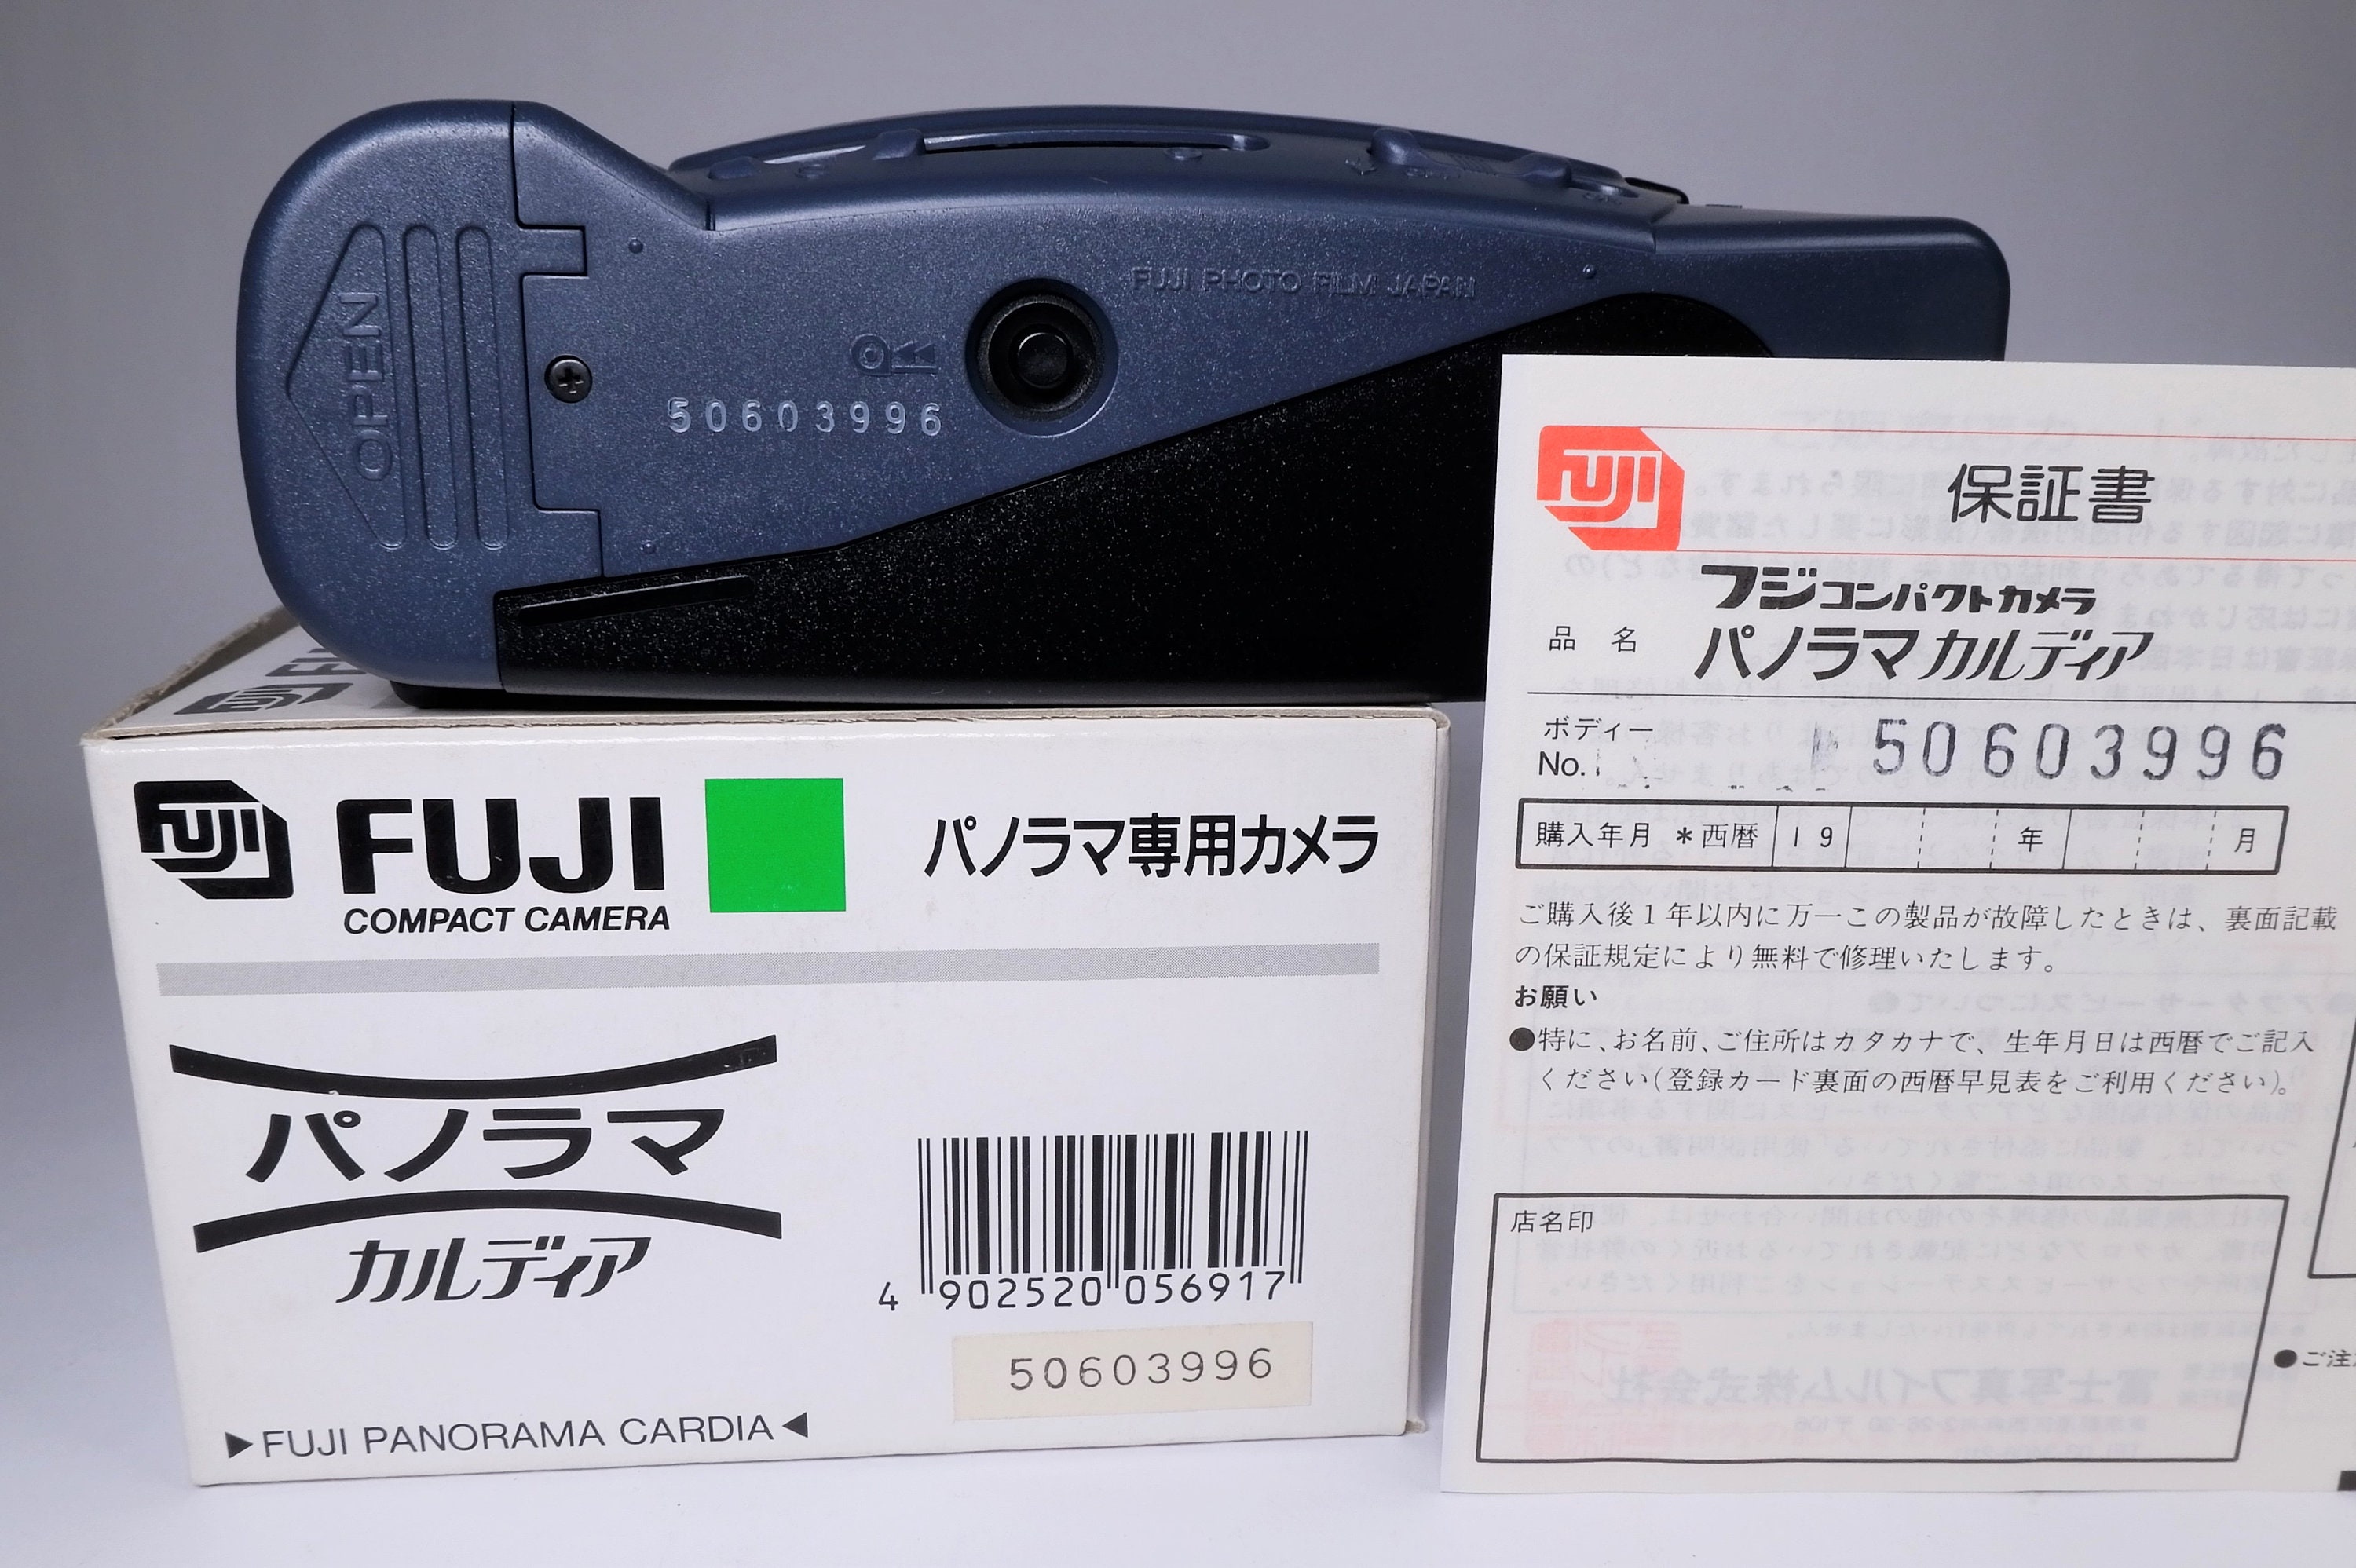 OPEN
FUJI PHOTO FILM JAPAN
50603996
FUJI
FUJI
COMPACT CAMERA
パノラマ専用カメラ
パノラマ
カルディア
4 902520 056917
50603996
▶FUJI PANORAMA CARDIA◀
FUJI
保証書
フジコンパクトカメラ
品 名 パノラマカルディア
ボディー
No. 50603996
購入年月 *西暦 19 年 月
ご購入後1年以内に万一この製品が故障したときは、裏面記載
の保証規定により無料で修理いたします。
お願い
●特に、お名前、ご住所はカタカナで、生年月日は西暦でご記入
ください(登録カード裏面の西暦早見表をご利用ください)。
店名印
●ご注